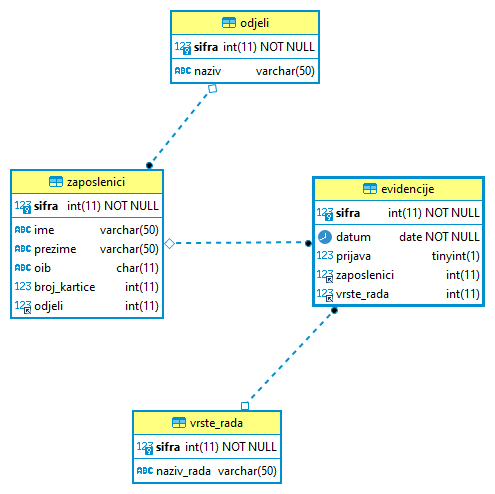 odjeli
123 sifra int(11) NOT NULL
ABC naziv varchar(50)
zaposlenici
123 sifra int(11) NOT NULL
ABC ime varchar(50)
ABC prezime varchar(50)
ABC oib char(11)
123 broj_kartice int(11)
123 odjeli int(11)
evidencije
123 sifra int(11) NOT NULL
datum date NOT NULL
123 prijava tinyint(1)
123 zaposlenici int(11)
123 vrste_rada int(11)
vrste_rada
123 sifra int(11) NOT NULL
ABC naziv_rada varchar(50)